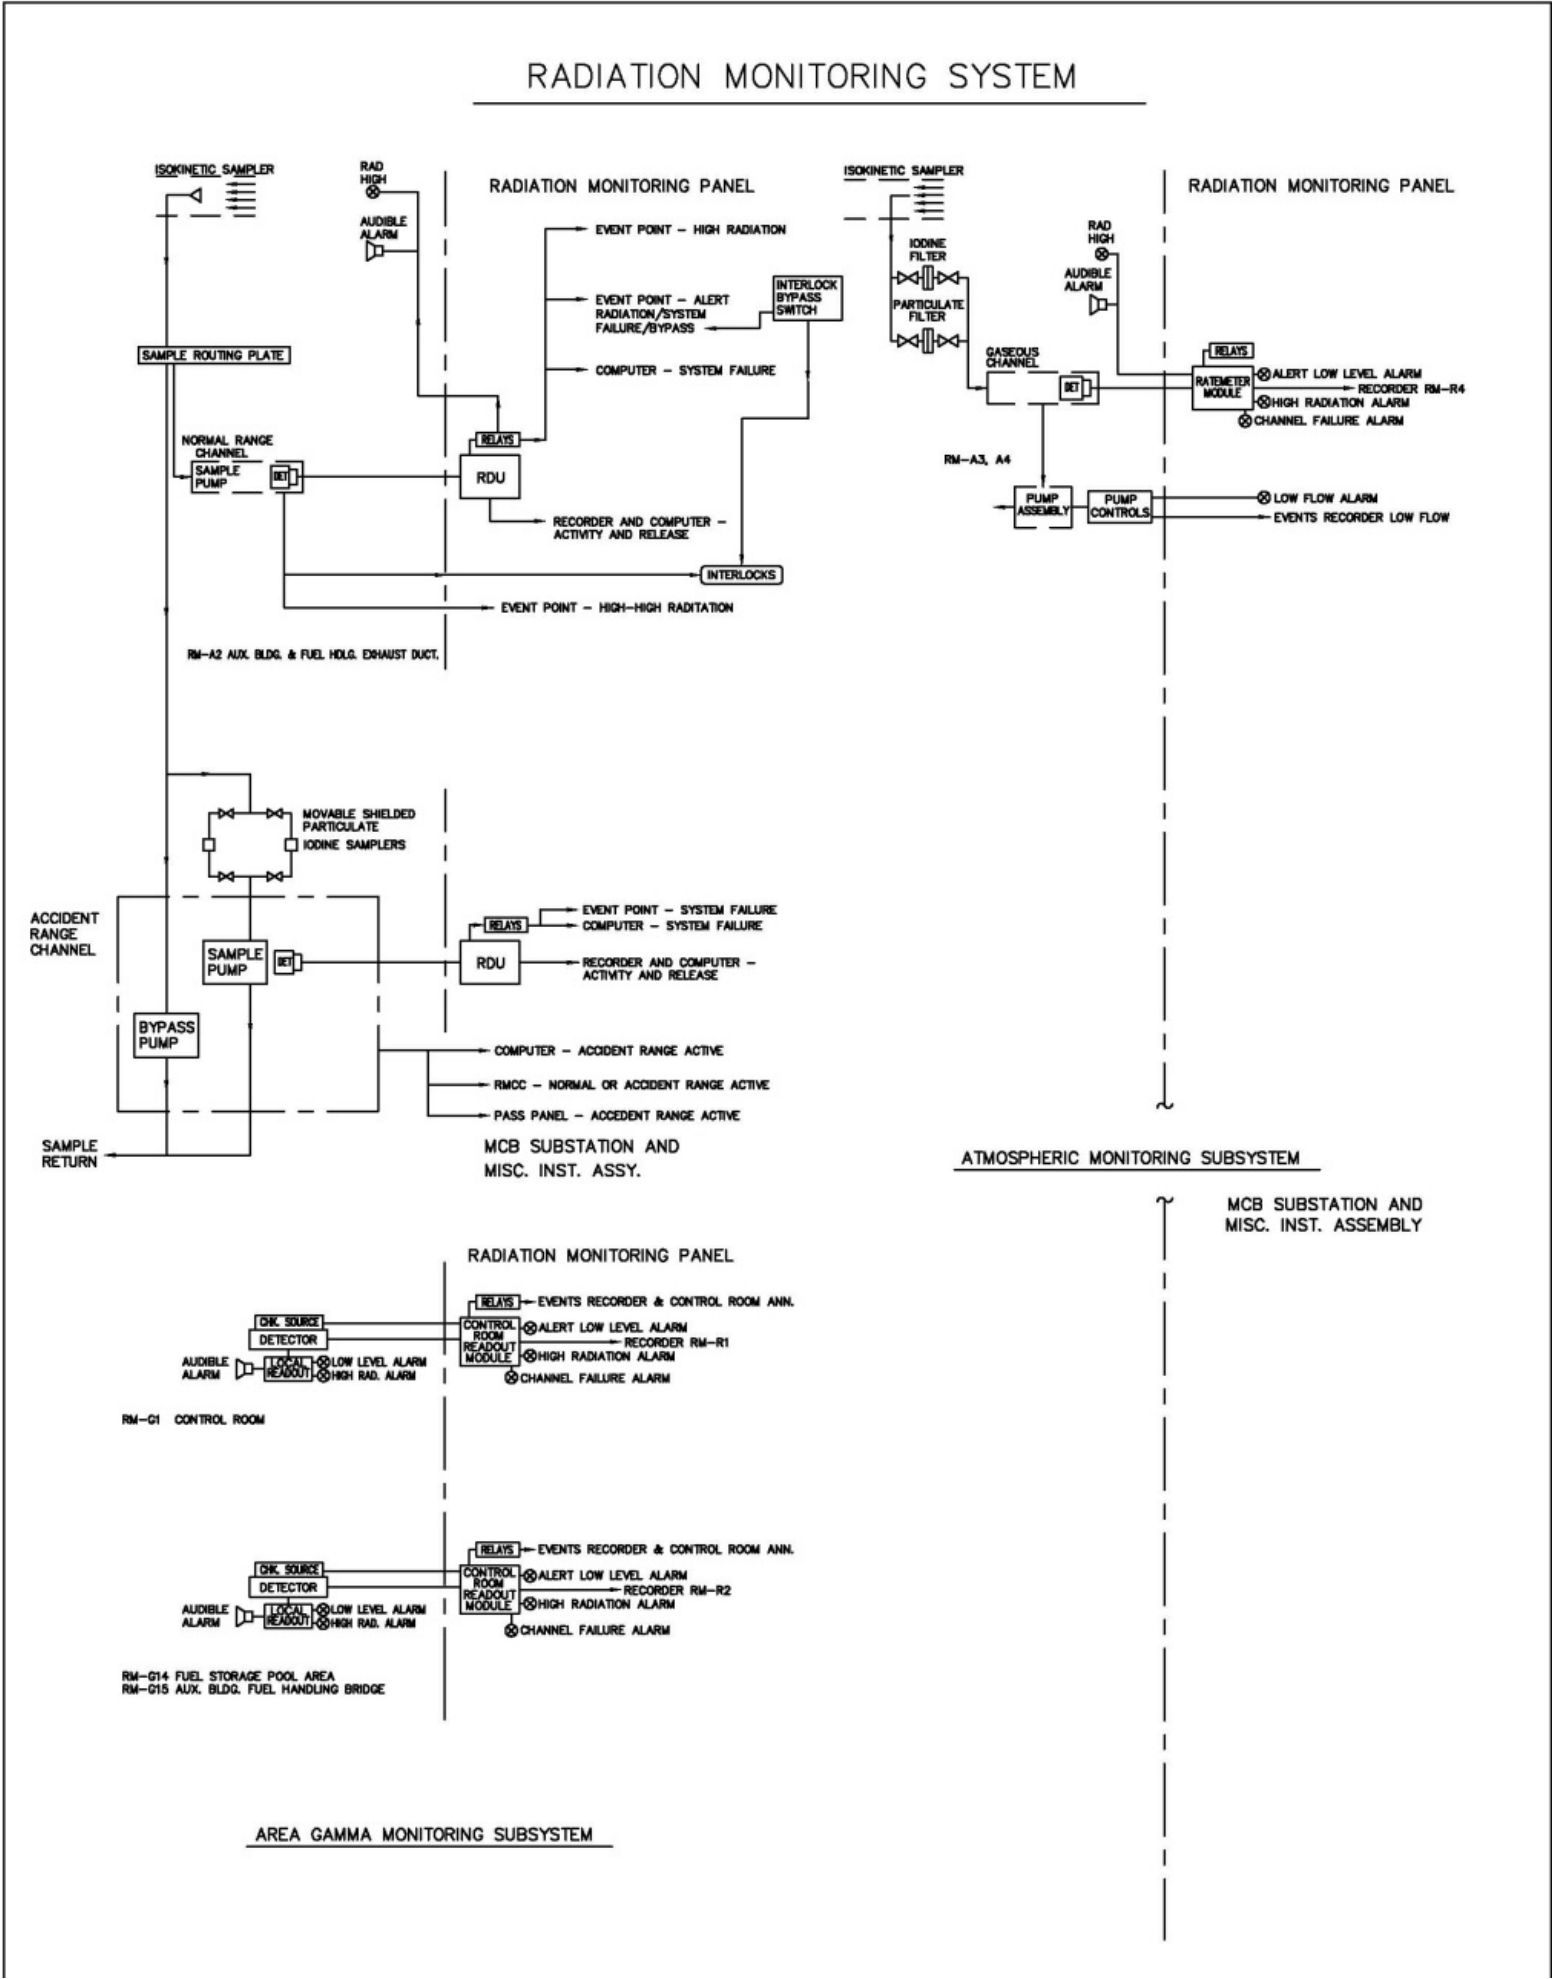 RADIATION MONITORING SYSTEM
ISOKINETIC SAMPLER
RAD
HIGH
AUDIBLE
ALARM
RADIATION MONITORING PANEL
EVENT POINT – HIGH RADIATION
EVENT POINT – ALERT
RADIATION/SYSTEM
FAILURE/BYPASS
INTERLOCK
BYPASS
SWITCH
COMPUTER – SYSTEM FAILURE
SAMPLE ROUTING PLATE
NORMAL RANGE
CHANNEL
SAMPLE
PUMP
DET
RELAYS
RDU
RECORDER AND COMPUTER –
ACTIVITY AND RELEASE
INTERLOCKS
EVENT POINT – HIGH–HIGH RADITATION
RM–A2 AUX. BLDG. & FUEL HDLG. EXHAUST DUCT.
ISOKINETIC SAMPLER
IODINE
FILTER
PARTICULATE
FILTER
RAD
HIGH
AUDIBLE
ALARM
RADIATION MONITORING PANEL
GASEOUS
CHANNEL
DET
RELAYS
RATEMETER
MODULE
ALERT LOW LEVEL ALARM
RECORDER RM–R4
HIGH RADIATION ALARM
CHANNEL FAILURE ALARM
RM–A3, A4
PUMP
ASSEMBLY
PUMP
CONTROLS
LOW FLOW ALARM
EVENTS RECORDER LOW FLOW
MOVABLE SHIELDED
PARTICULATE
IODINE SAMPLERS
ACCIDENT
RANGE
CHANNEL
SAMPLE
PUMP
DET
BYPASS
PUMP
RELAYS
RDU
EVENT POINT – SYSTEM FAILURE
COMPUTER – SYSTEM FAILURE
RECORDER AND COMPUTER –
ACTIVITY AND RELEASE
COMPUTER – ACCIDENT RANGE ACTIVE
RMCC – NORMAL OR ACCIDENT RANGE ACTIVE
PASS PANEL – ACCEDENT RANGE ACTIVE
SAMPLE
RETURN
MCB SUBSTATION AND
MISC. INST. ASSY.
ATMOSPHERIC MONITORING SUBSYSTEM
MCB SUBSTATION AND
MISC. INST. ASSEMBLY
RADIATION MONITORING PANEL
CHK. SOURCE
DETECTOR
AUDIBLE
ALARM
LOCAL
READOUT
LOW LEVEL ALARM
HIGH RAD. ALARM
RELAYS
EVENTS RECORDER & CONTROL ROOM ANN.
CONTROL
ROOM
READOUT
MODULE
ALERT LOW LEVEL ALARM
RECORDER RM–R1
HIGH RADIATION ALARM
CHANNEL FAILURE ALARM
RM–G1 CONTROL ROOM
CHK. SOURCE
DETECTOR
AUDIBLE
ALARM
LOCAL
READOUT
LOW LEVEL ALARM
HIGH RAD. ALARM
RELAYS
EVENTS RECORDER & CONTROL ROOM ANN.
CONTROL
ROOM
READOUT
MODULE
ALERT LOW LEVEL ALARM
RECORDER RM–R2
HIGH RADIATION ALARM
CHANNEL FAILURE ALARM
RM–G14 FUEL STORAGE POOL AREA
RM–G15 AUX. BLDG. FUEL HANDLING BRIDGE
AREA GAMMA MONITORING SUBSYSTEM